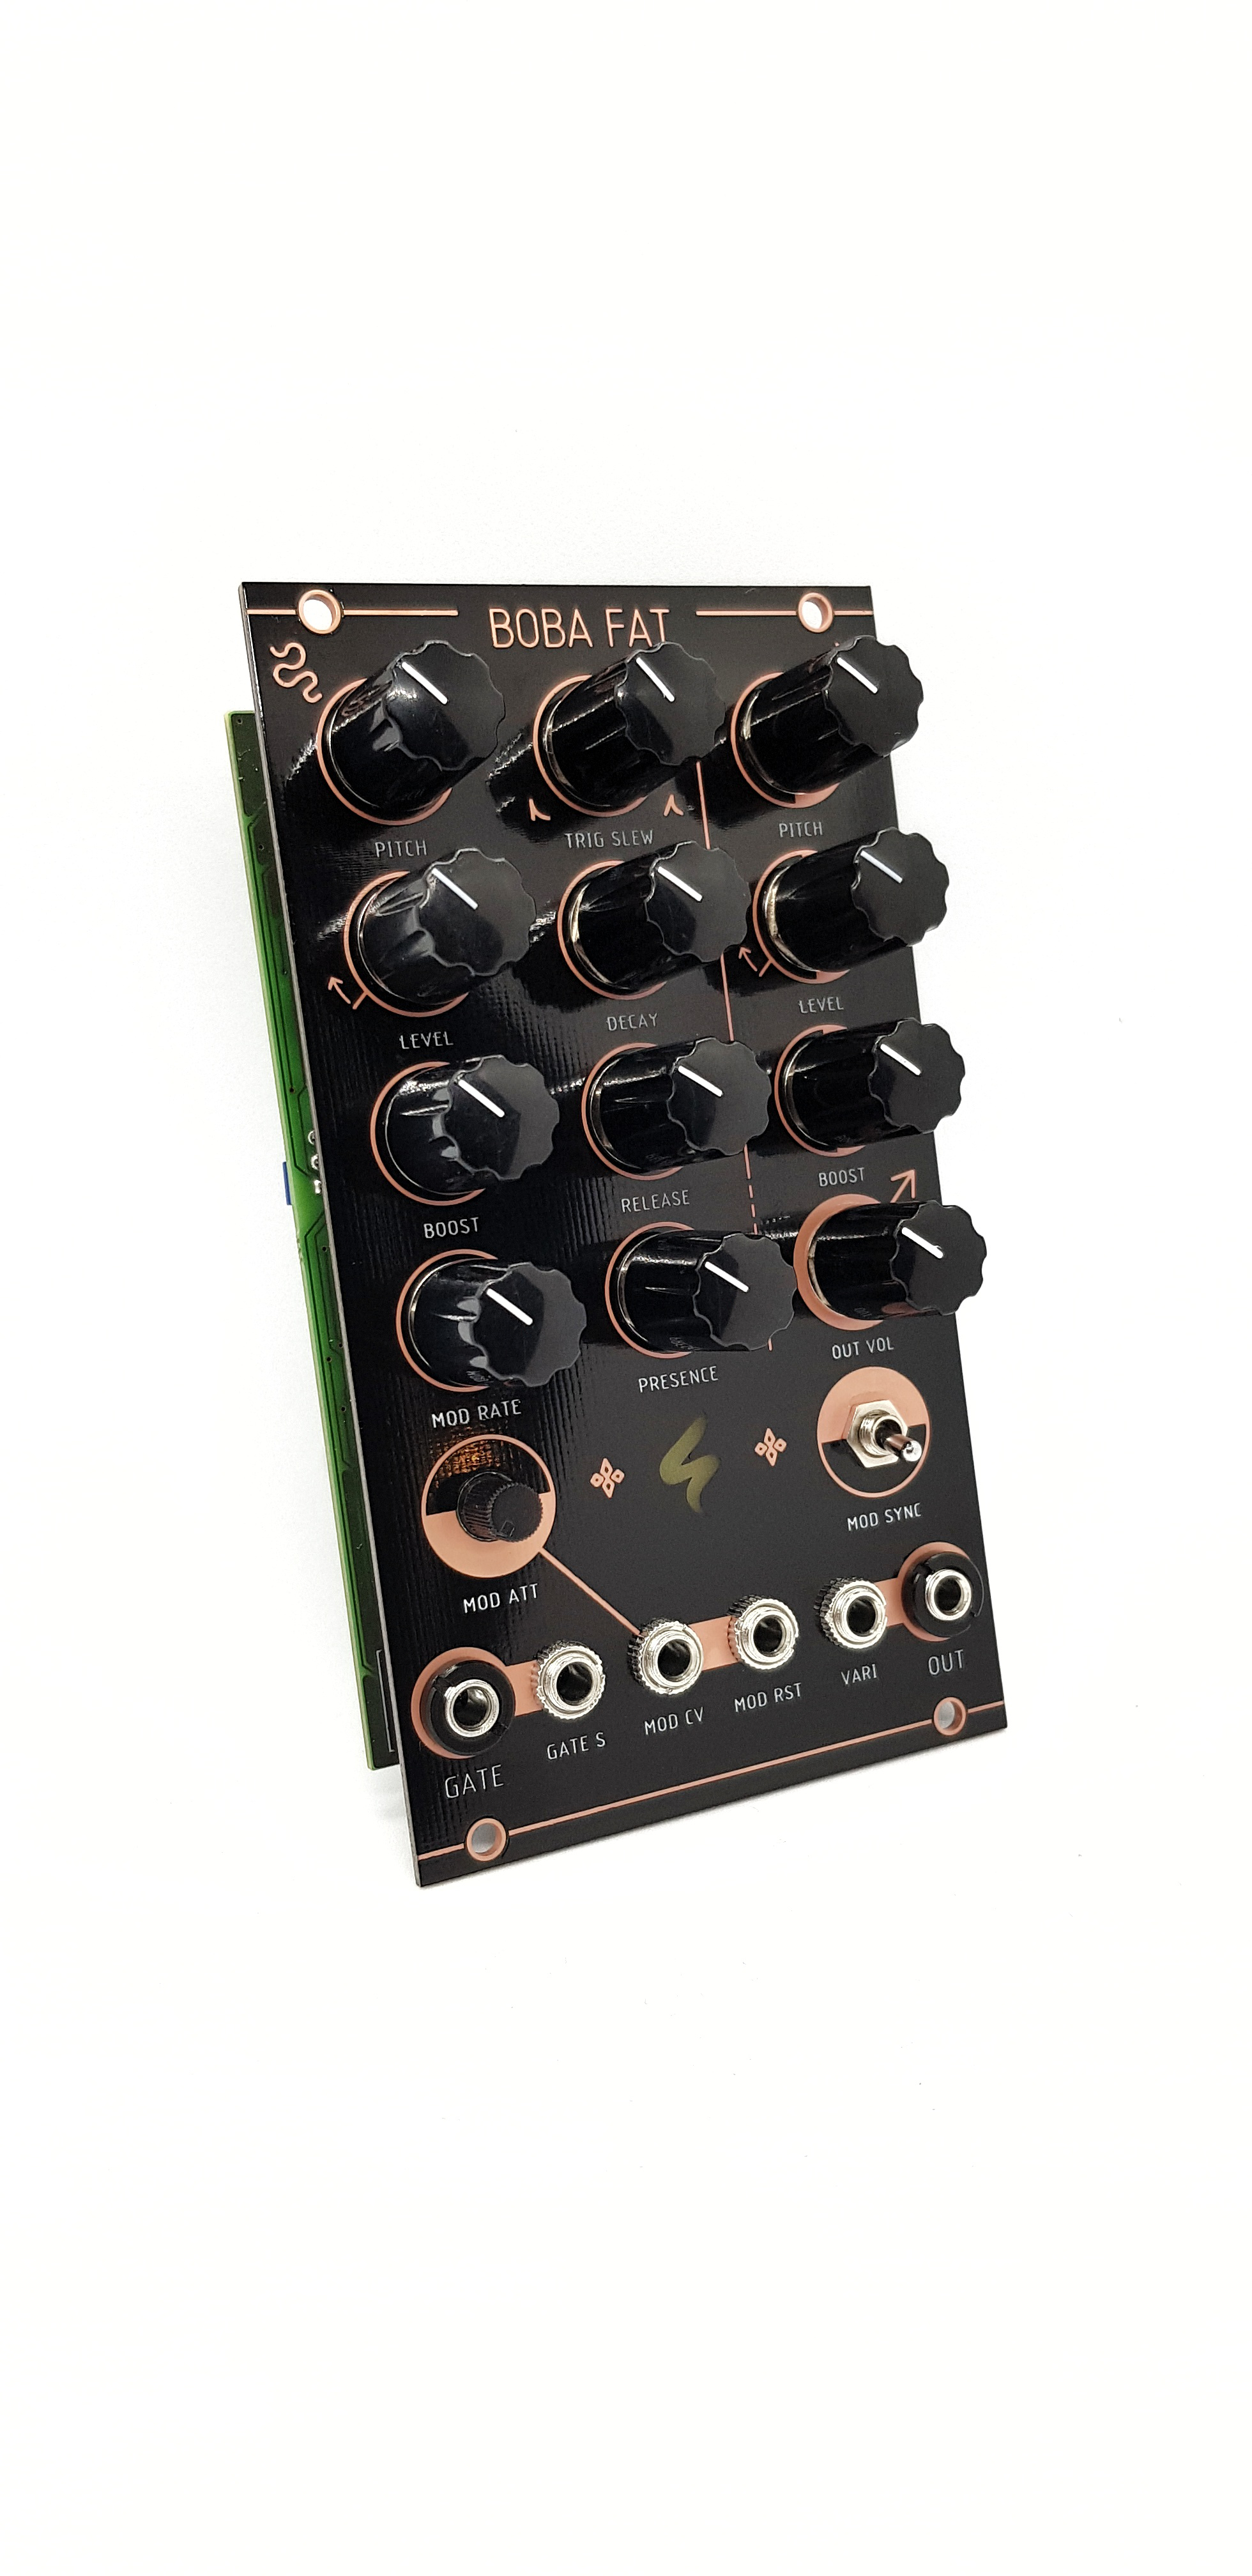 BOBA FAT
PITCH
TRIG SLEW
PITCH
LEVEL
DECAY
LEVEL
BOOST
RELEASE
BOOST
MOD RATE
PRESENCE
OUT VOL
MOD ATT
MOD SYNC
GATE
GATE S
MOD CV
MOD RST
VARI
OUT